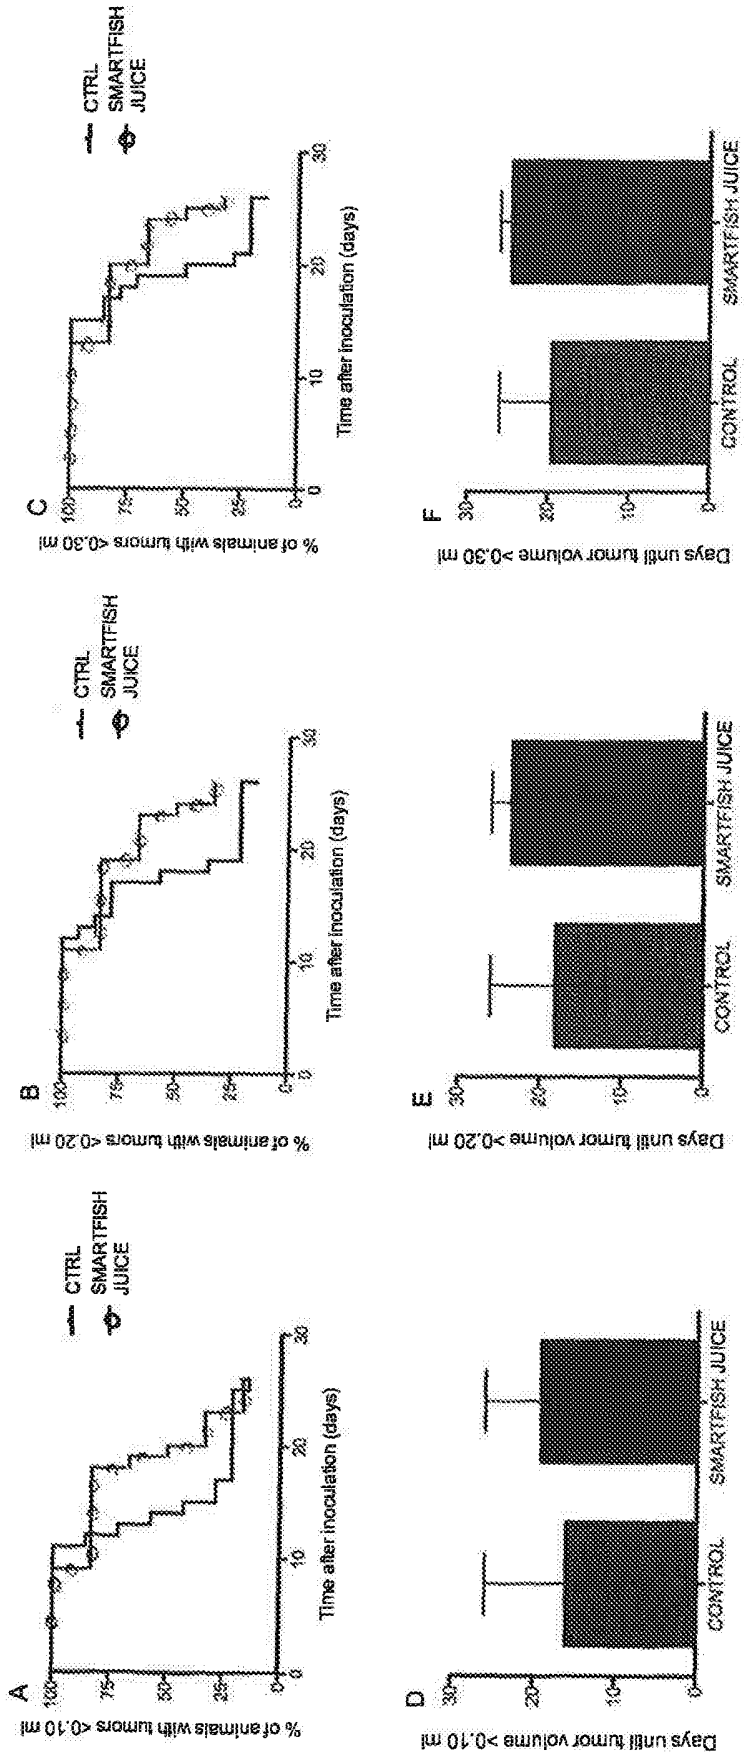 A
% of animals with tumors <0.10 ml
100
75
50
25
0
0
10
20
30
Time after inoculation (days)
CTRL
SMARTFISH
JUICE
B
% of animals with tumors <0.20 ml
100
75
50
25
0
0
10
20
30
Time after inoculation (days)
CTRL
SMARTFISH
JUICE
C
% of animals with tumors <0.30 ml
100
75
50
25
0
0
10
20
30
Time after inoculation (days)
CTRL
SMARTFISH
JUICE
D
Days until tumor volume >0.10 ml
30
20
10
0
CONTROL
SMARTFISH JUICE
E
Days until tumor volume >0.20 ml
30
20
10
0
CONTROL
SMARTFISH JUICE
F
Days until tumor volume >0.30 ml
30
20
10
0
CONTROL
SMARTFISH JUICE